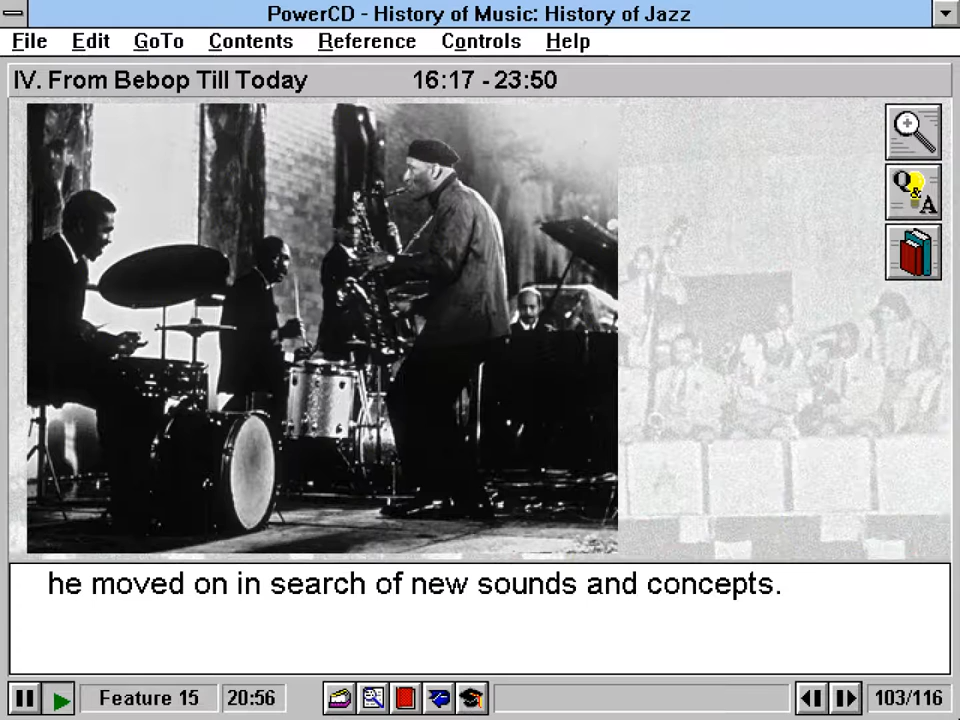 PowerCD - History of Music: History of Jazz
File Edit GoTo Contents Reference Controls Help
IV. From Bebop Till Today 16:17 - 23:50
Q & A
he moved on in search of new sounds and concepts.
Feature 15 20:56 103/116